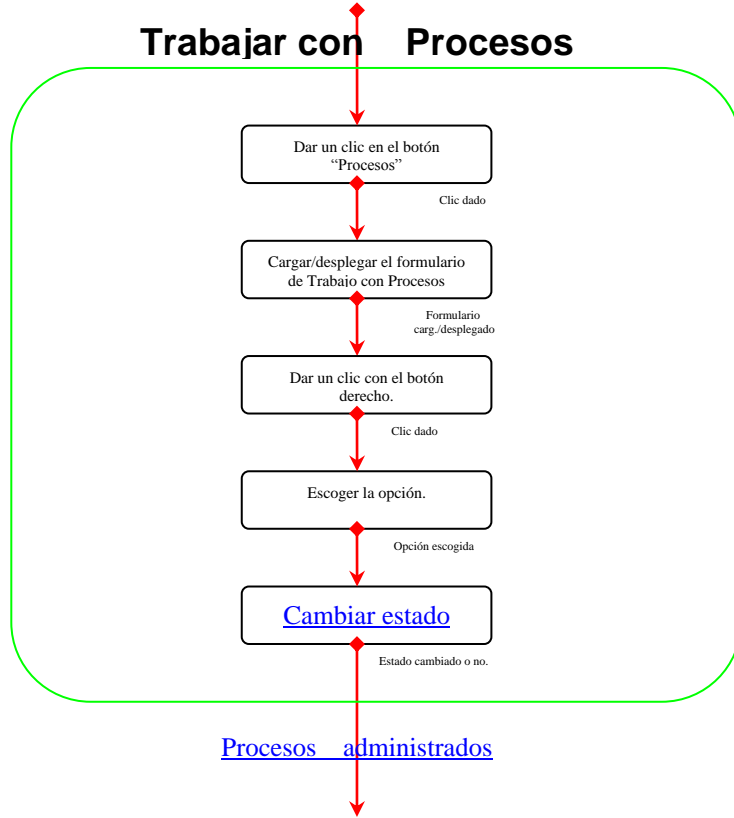 Trabajar con Procesos
Dar un clic en el botón
“Procesos”
Clic dado
Cargar/desplegar el formulario
de Trabajo con Procesos
Formulario
carg./desplegado
Dar un clic con el botón
derecho.
Clic dado
Escoger la opción.
Opción escogida
Cambiar estado
Estado cambiado o no.
Procesos administrados